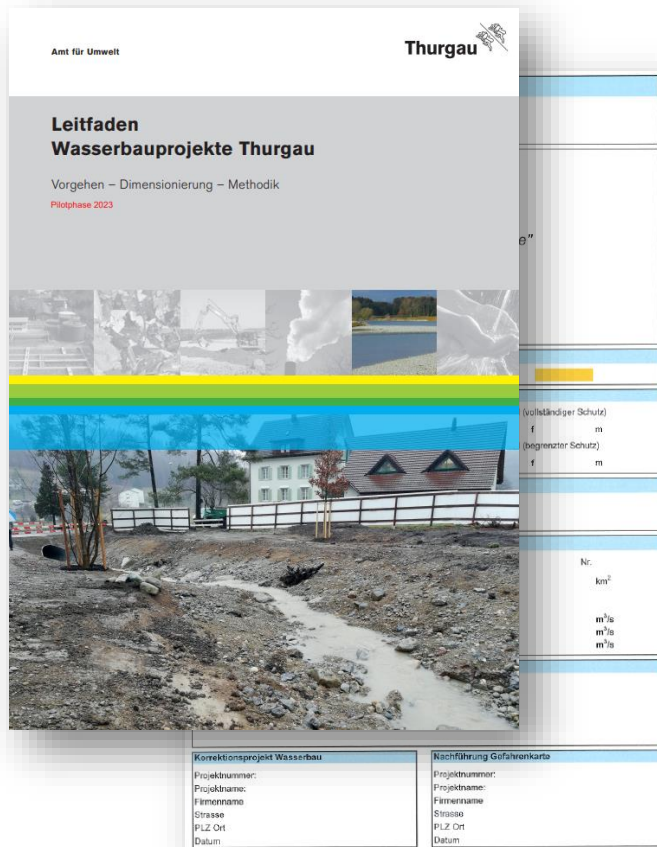 Amt für Umwelt
Thurgau
Leitfaden
Wasserbauprojekte Thurgau
Vorgehen – Dimensionierung – Methodik
Pilotphase 2023
e"
(vollständiger Schutz)
f m
(begrenzter Schutz)
f m
Nr.
km²
m³/s
m³/s
m³/s
Korrektionsprojekt Wasserbau
Projektnummer:
Projektname:
Firmenname
Strasse
PLZ Ort
Datum
Nachführung Gefahrenkarte
Projektnummer:
Projektname:
Firmenname
Strasse
PLZ Ort
Datum